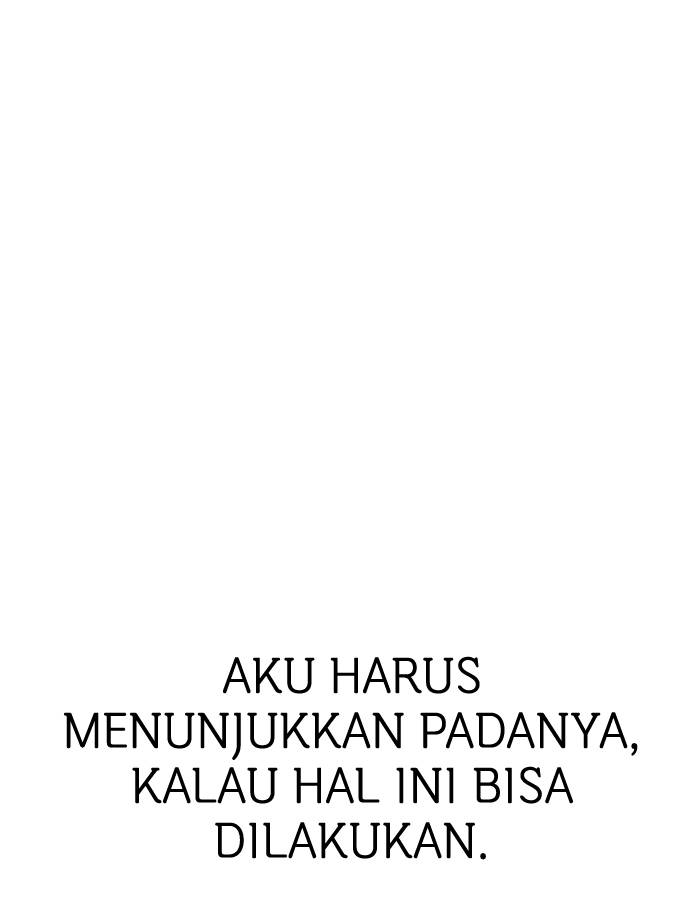 AKU HARUS
MENUNJUKKAN PADANYA,
KALAU HAL INI BISA
DILAKUKAN.